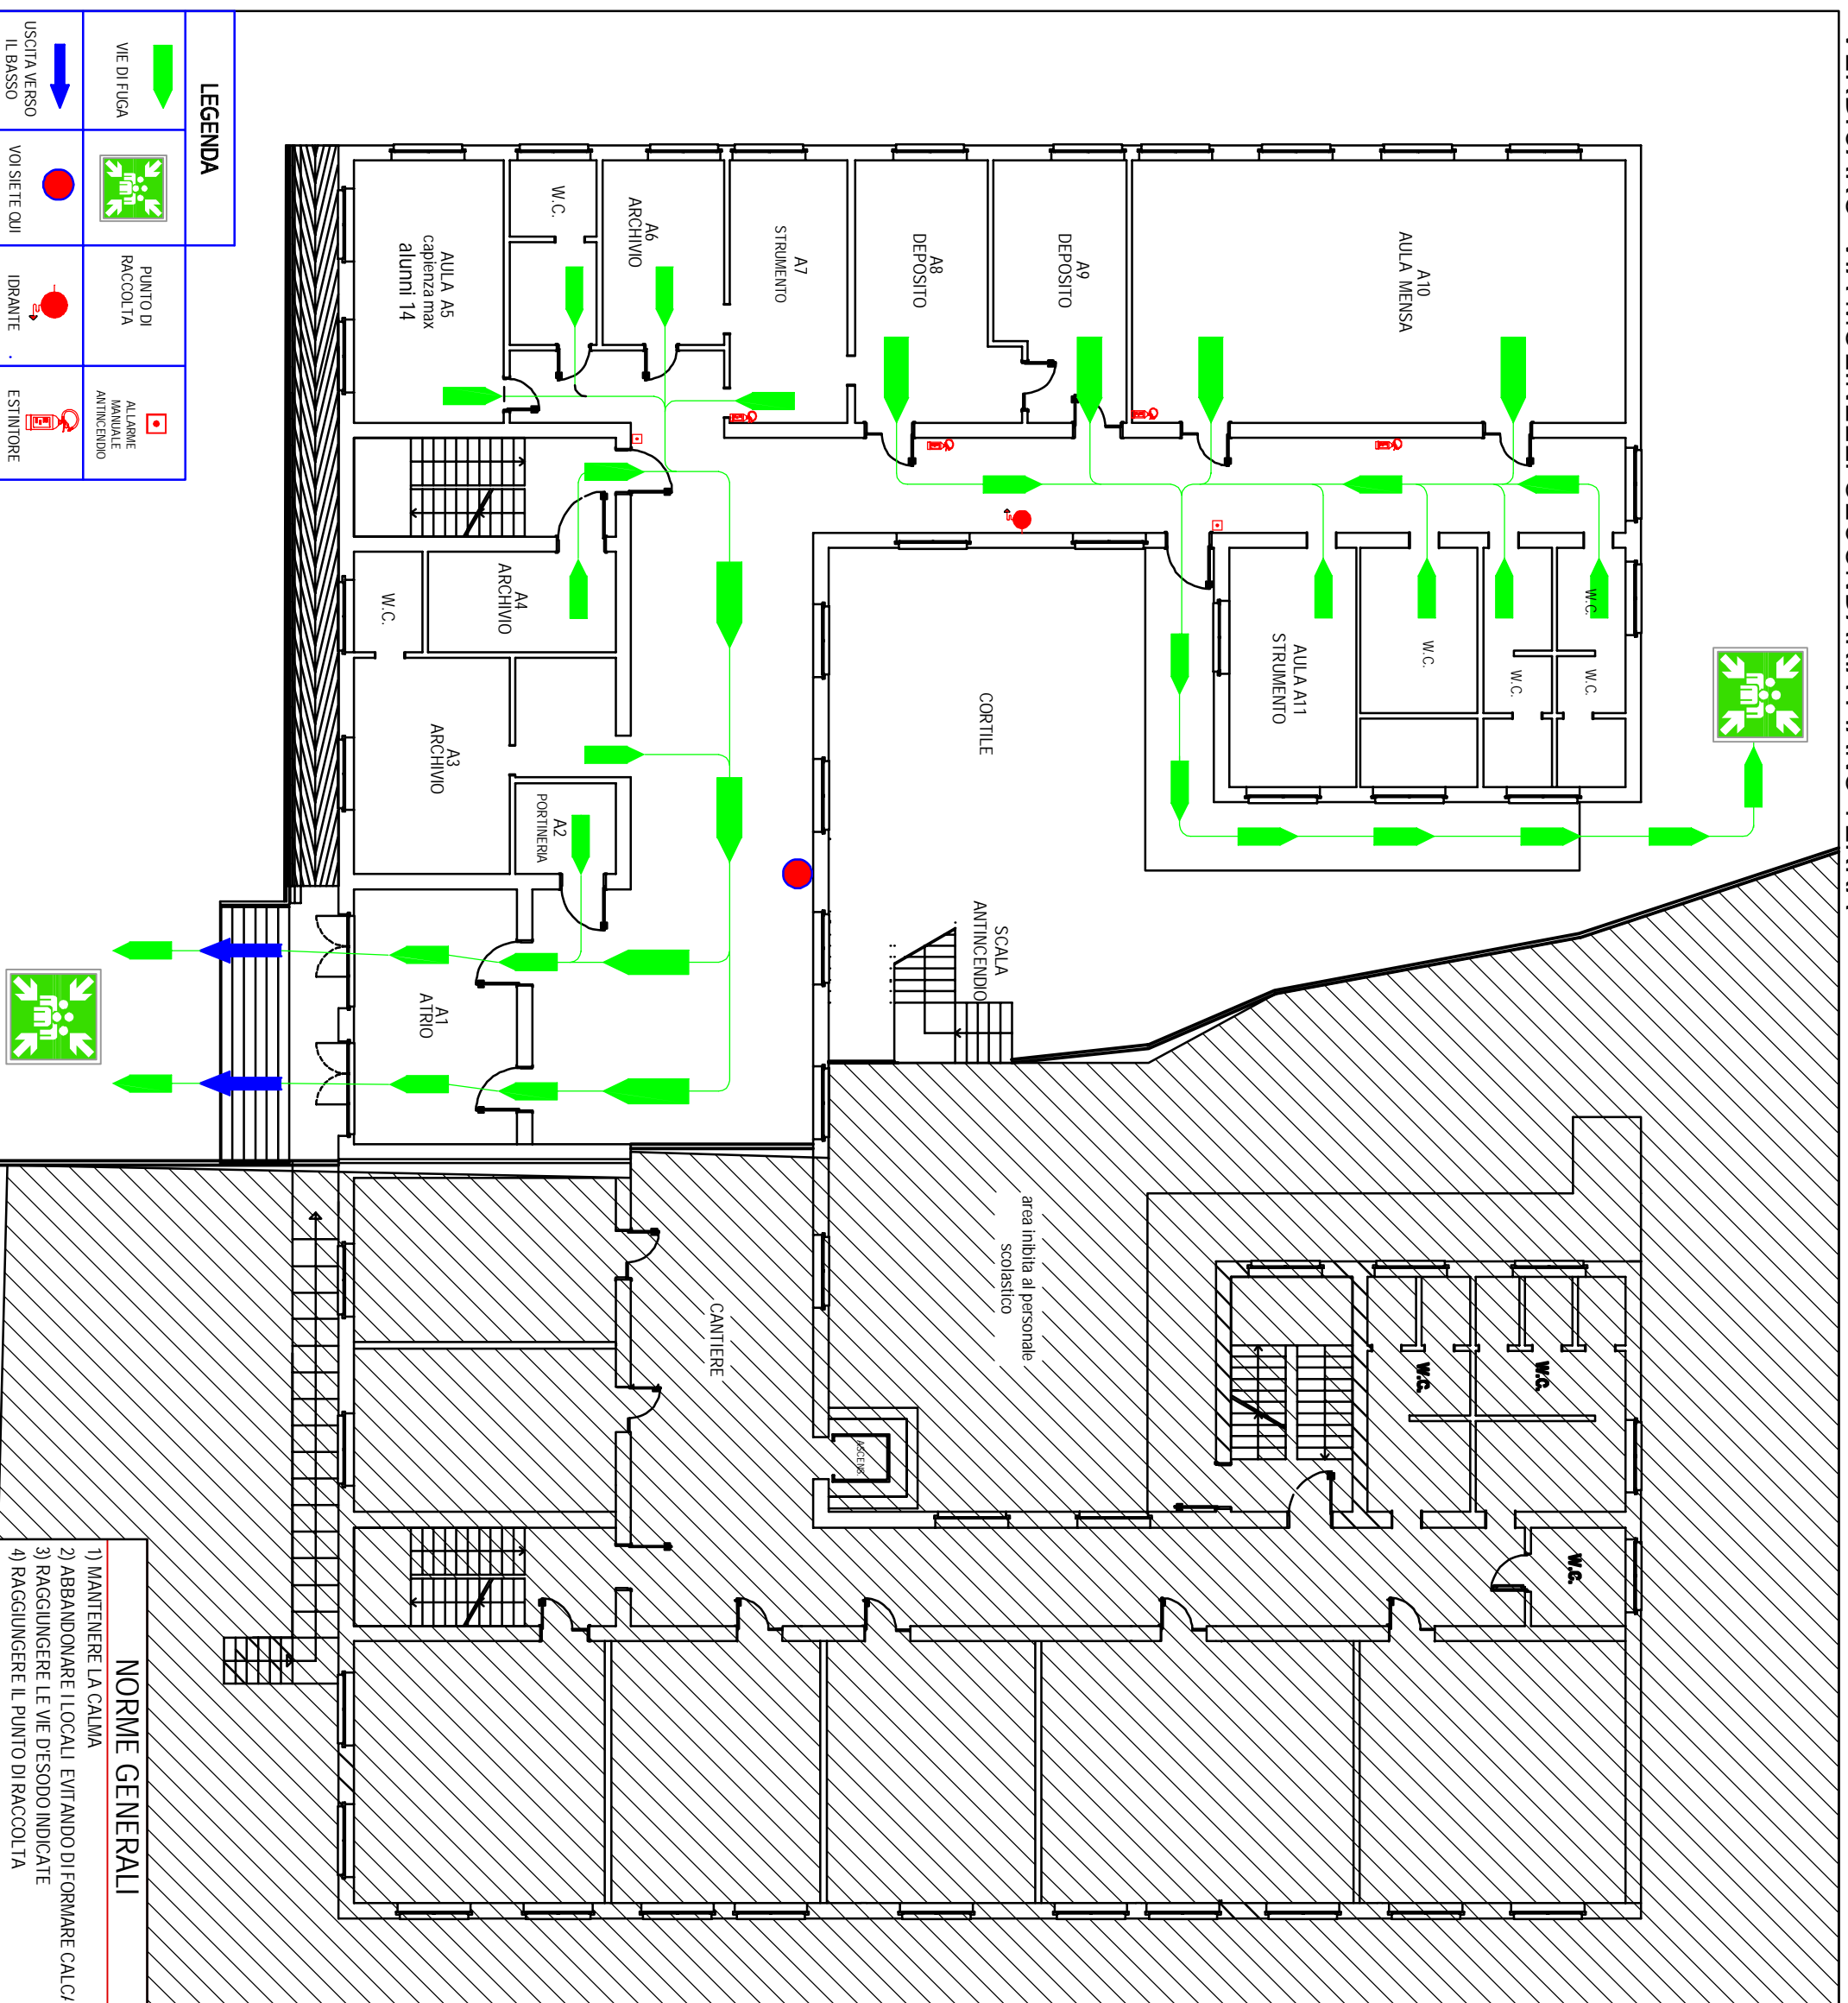 LEGENDA
VIE DI FUGA
PUNTO DI
RACCOLTA
ALLARME
MANUALE
ANTINCENDIO
USCITA VERSO
IL BASSO
VOI SIETE QUI
IDRANTE .
ESTINTORE
A10
AULA MENSA
A9
DEPOSITO
A8
DEPOSITO
A7
STRUMENTO
A6
ARCHIVIO
W.C.
AULA A5
capienza max
alunni 14
W.C.
W.C.
W.C.
W.C.
AULA A11
STRUMENTO
CORTILE
A4
ARCHIVIO
W.C.
A3
ARCHIVIO
A2
PORTINERIA
SCALA
ANTINCENDIO
A1
ATRIO
area inibita al personale
scolastico
CANTIERE
W.C.
W.C.
ASCENS.
W.C.
NORME GENERALI
1) MANTENERE LA CALMA
2) ABBANDONARE I LOCALI EVITANDO DI FORMARE
3) RAGGIUNGERE LE VIE D'ESODO INDICATE
4) RAGGIUNGERE IL PUNTO DI RACCOLTA